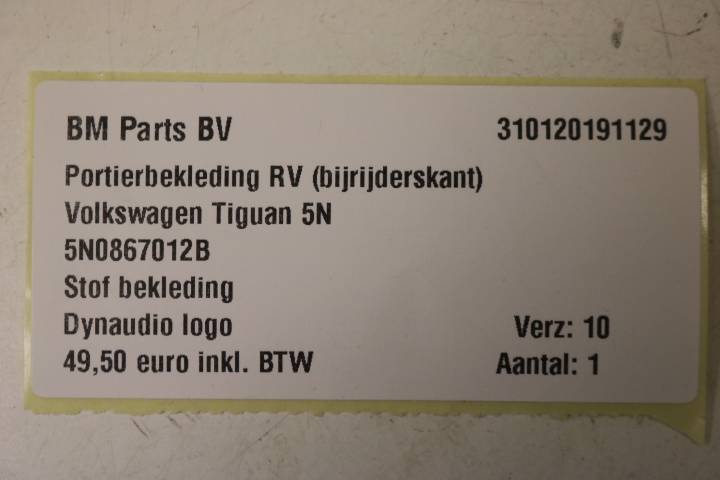 BM Parts BV 310120191129
Portierbekleding RV (bijrijderskant)
Volkswagen Tiguan 5N
5N0867012B
Stof bekleding
Dynaudio logo Verz: 10
49,50 euro inkl. BTW Aantal: 1